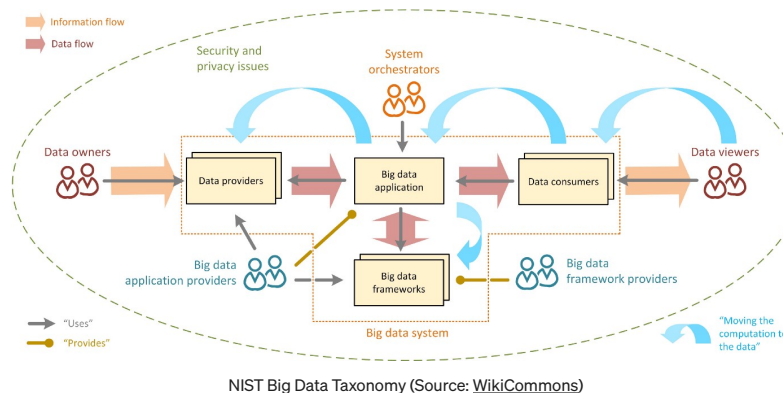 Information flow
Data flow
Security and
privacy issues
System
orchestrators
Data owners
Data providers
Big data
application
Data consumers
Data viewers
Big data
application providers
Big data
frameworks
Big data
framework providers
Big data system
"Uses"
"Provides"
"Moving the
computation to
the data"
NIST Big Data Taxonomy (Source: WikiCommons)